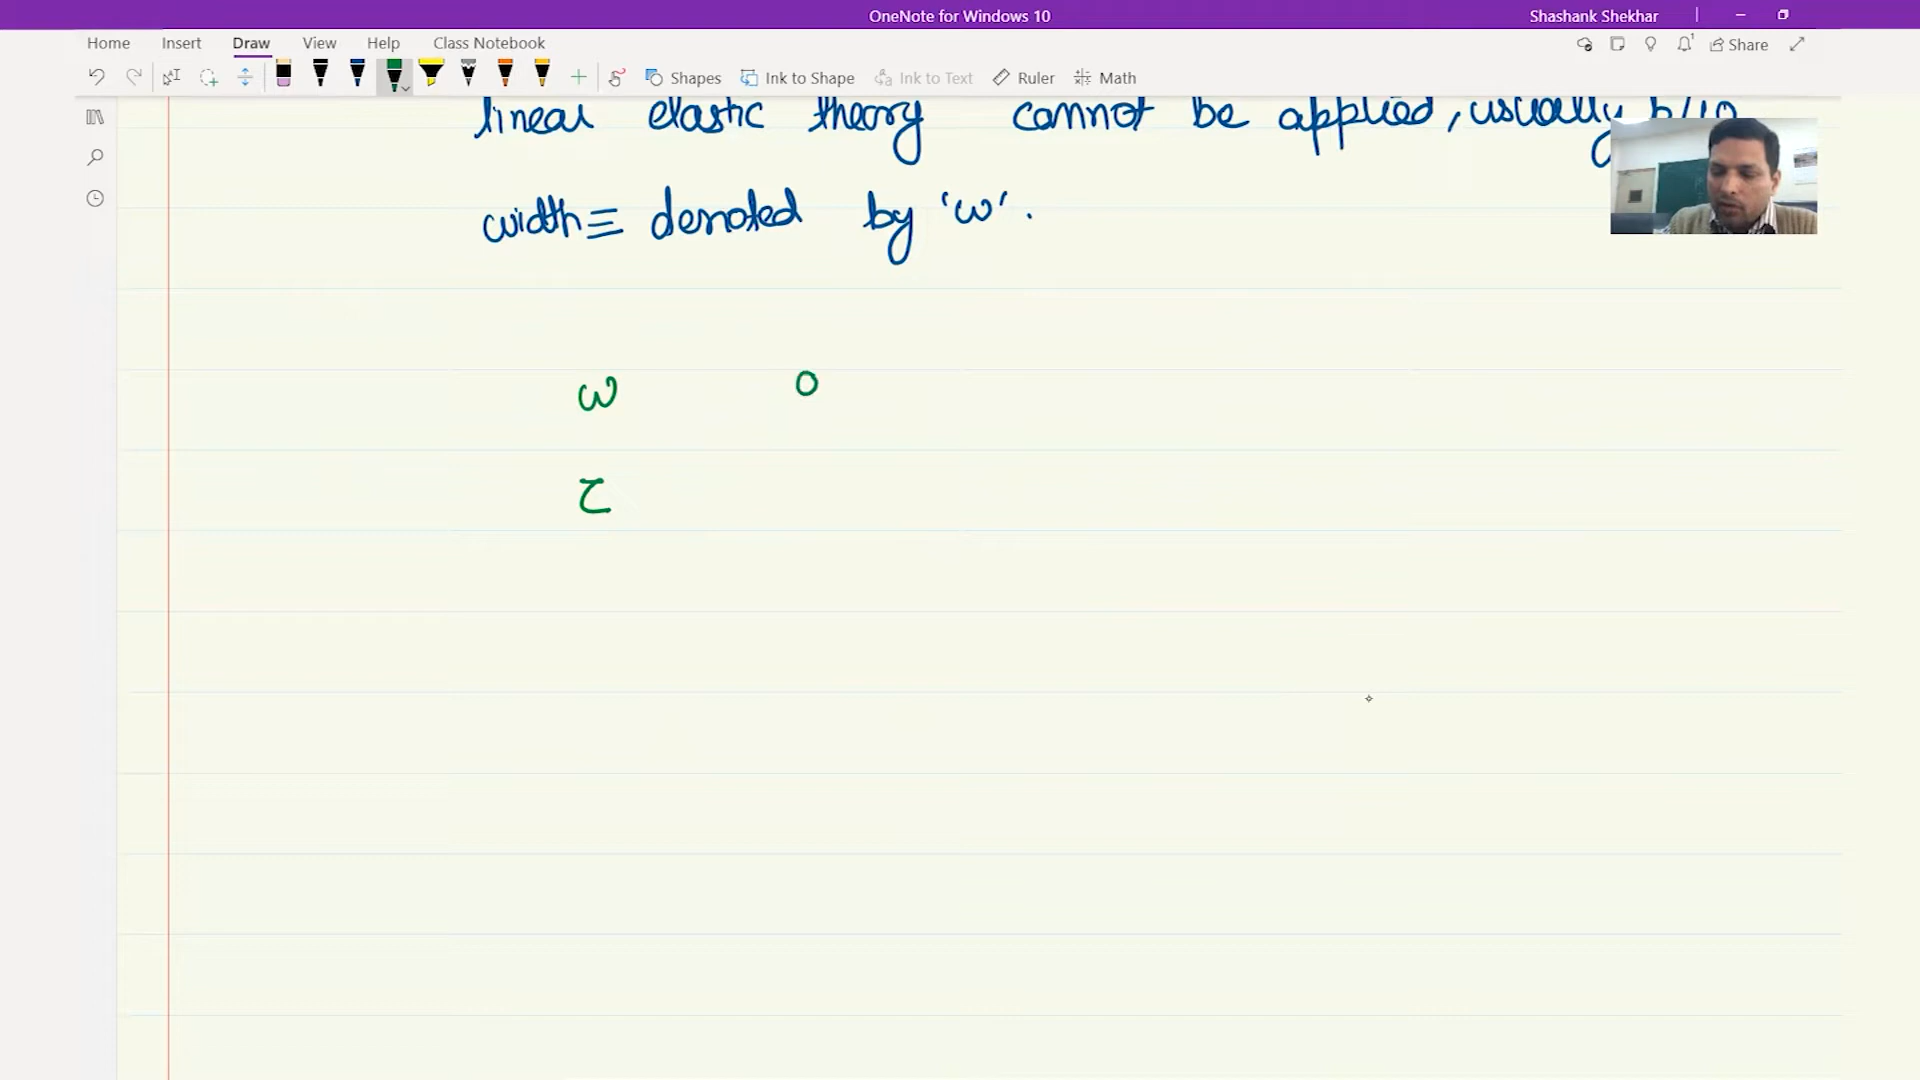 OneNote for Windows 10
Shashank Shekhar
Home Insert Draw View Help Class Notebook
Share
Shapes Ink to Shape Ink to Text Ruler Math
linear elastic theory cannot be applied, usually
width ≡ denoted by 'w'.
w 0
τ